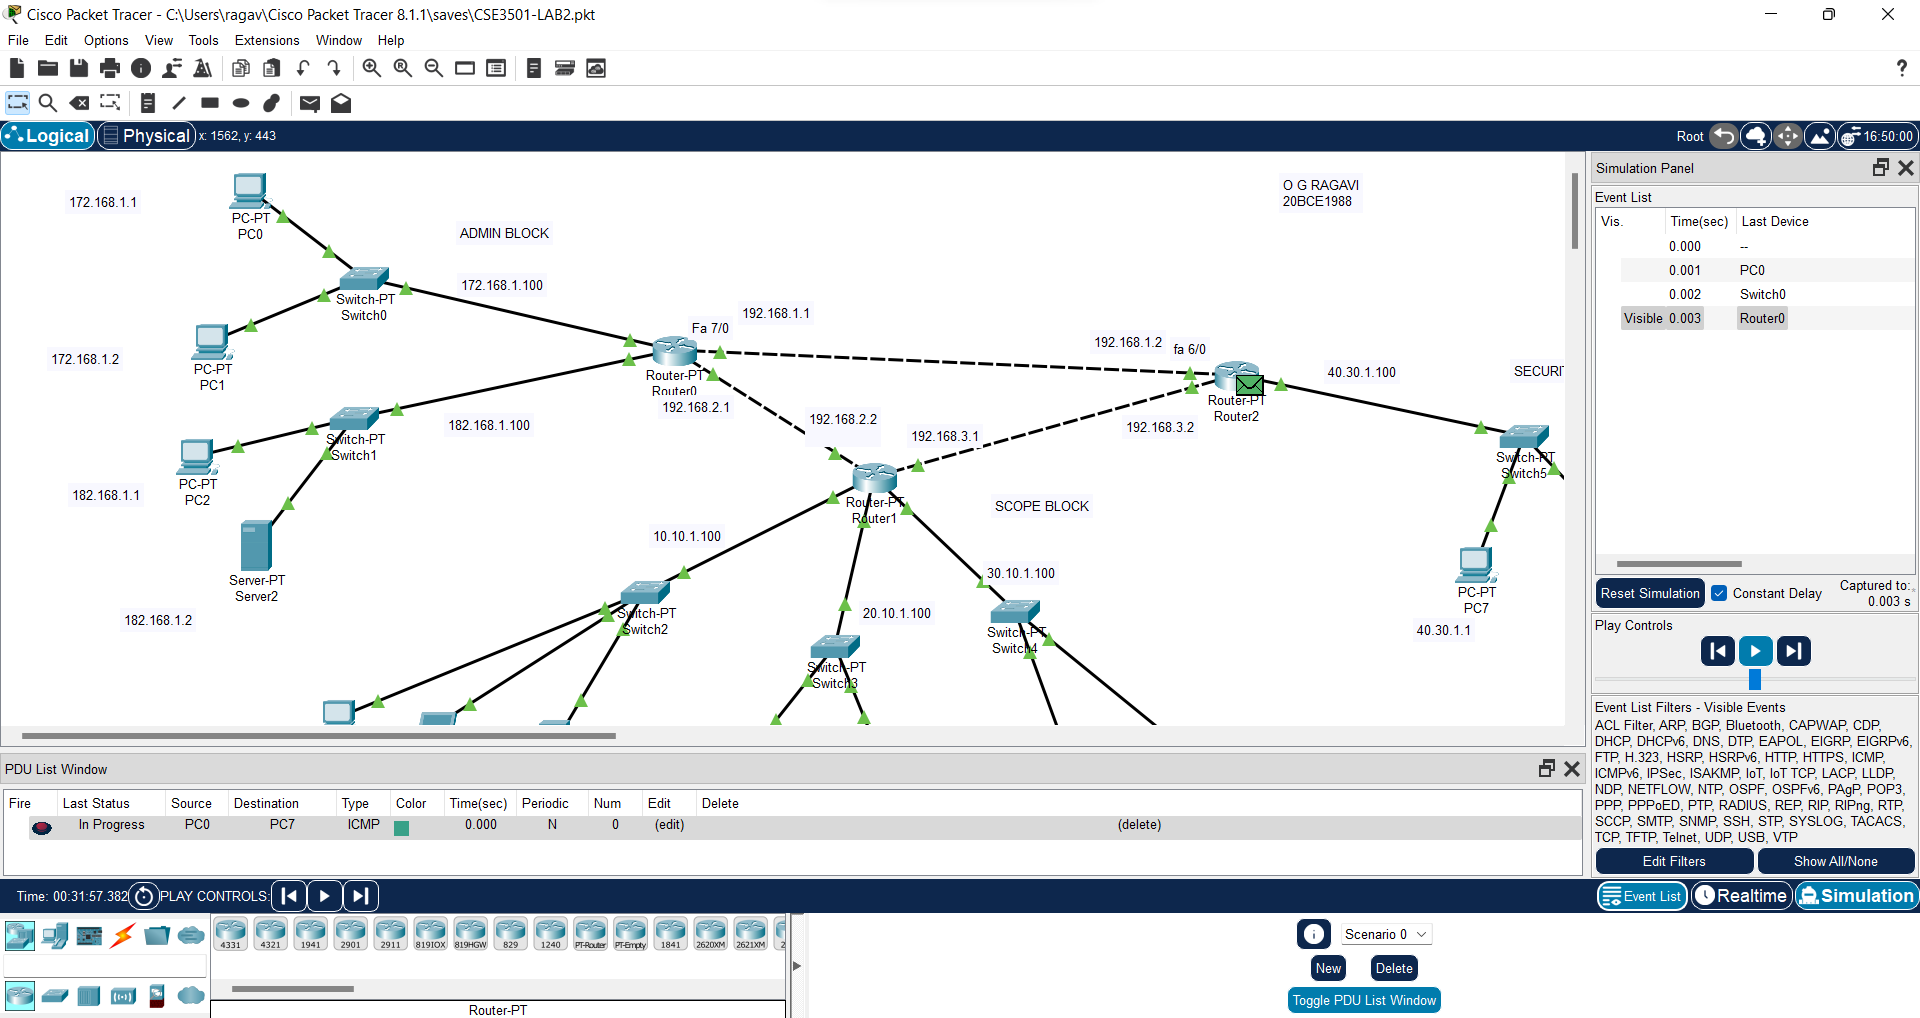 Cisco Packet Tracer - C:\Users\ragav\Cisco Packet Tracer 8.1.1\saves\CSE3501-LAB2.pkt
File Edit Options View Tools Extensions Window Help
?
Logical Physical x: 1562, y: 443
Root 16:50:00
172.168.1.1
PC-PT
PC0
ADMIN BLOCK
O G RAGAVI
20BCE1988
172.168.1.100
Switch-PT
Switch0
172.168.1.2
PC-PT
PC1
Fa 7/0
192.168.1.1
Router-PT
Router0
192.168.2.1
192.168.1.2
fa 6/0
40.30.1.100
SECURIT
Router-PT
Router2
182.168.1.100
Switch-PT
Switch1
192.168.2.2
192.168.3.1
192.168.3.2
Switch-PT
Switch5
PC-PT
PC2
182.168.1.1
Router-PT
Router1
SCOPE BLOCK
10.10.1.100
30.10.1.100
Server-PT
Server2
182.168.1.2
Switch-PT
Switch2
20.10.1.100
Switch-PT
Switch4
PC-PT
PC7
40.30.1.1
Switch-PT
Switch3
Simulation Panel
Event List
Vis. Time(sec) Last Device
0.000 --
0.001 PC0
0.002 Switch0
Visible 0.003 Router0
Reset Simulation Constant Delay Captured to:
0.003 s
Play Controls
Event List Filters - Visible Events
ACL Filter, ARP, BGP, Bluetooth, CAPWAP, CDP,
DHCP, DHCPv6, DNS, DTP, EAPOL, EIGRP, EIGRPv6,
FTP, H.323, HSRP, HSRPv6, HTTP, HTTPS, ICMP,
ICMPv6, IPSec, ISAKMP, IoT, IoT TCP, LACP, LLDP,
NDP, NETFLOW, NTP, OSPF, OSPFv6, PAgP, POP3,
PPP, PPPoED, PTP, RADIUS, REP, RIP, RIPng, RTP,
SCCP, SMTP, SNMP, SSH, STP, SYSLOG, TACACS,
TCP, TFTP, Telnet, UDP, USB, VTP
Edit Filters Show All/None
PDU List Window
Fire Last Status Source Destination Type Color Time(sec) Periodic Num Edit Delete
In Progress PC0 PC7 ICMP 0.000 N 0 (edit) (delete)
Time: 00:31:57.382 PLAY CONTROLS:
Event List Realtime Simulation
4331 4321 1941 2901 2911 819IOX 819HGW 829 1240 PT-Router PT-Empty 1841 2620XM 2621XM 2
Router-PT
Scenario 0
New Delete
Toggle PDU List Window